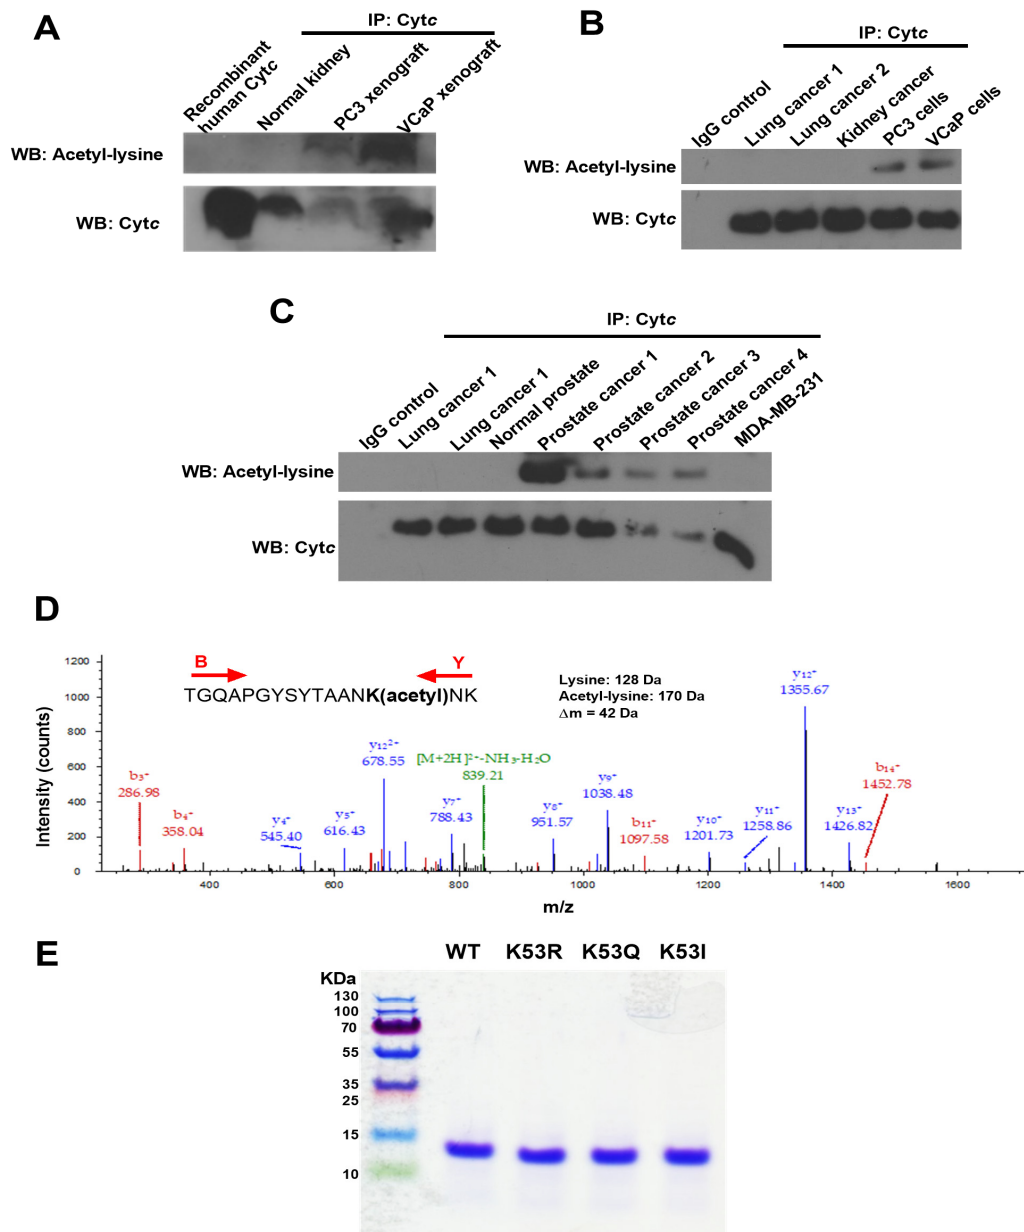 A
IP: Cytc
Recombinant
human Cytc
Normal kidney
PC3 xenograft
VCaP xenograft
WB: Acetyl-lysine
WB: Cytc
B
IP: Cytc
IgG control
Lung cancer 1
Lung cancer 2
Kidney cancer
PC3 cells
VCaP cells
WB: Acetyl-lysine
WB: Cytc
C
IP: Cytc
IgG control
Lung cancer 1
Lung cancer 1
Normal prostate
Prostate cancer 1
Prostate cancer 2
Prostate cancer 3
Prostate cancer 4
MDA-MB-231
WB: Acetyl-lysine
WB: Cytc
D
Intensity (counts)
1200
1000
800
600
400
200
0
B
Y
TGQAPGYSYTAANK(acetyl)NK
Lysine: 128 Da
Acetyl-lysine: 170 Da
Δm = 42 Da
b₃⁺
286.98
b₄⁺
358.04
y₄⁺
545.40
y₅⁺
616.43
y₁₂²⁺
678.55
y₇⁺
788.43
[M+2H]²⁺-NH₃-H₂O
839.21
y₈⁺
951.57
y₉⁺
1038.48
b₁₁⁺
1097.58
y₁₀⁺
1201.73
y₁₁⁺
1258.86
y₁₂⁺
1355.67
y₁₃⁺
1426.82
b₁₄⁺
1452.78
400
600
800
1000
1200
1400
1600
m/z
E
WT K53R K53Q K53I
KDa
130
100
70
55
35
25
15
10